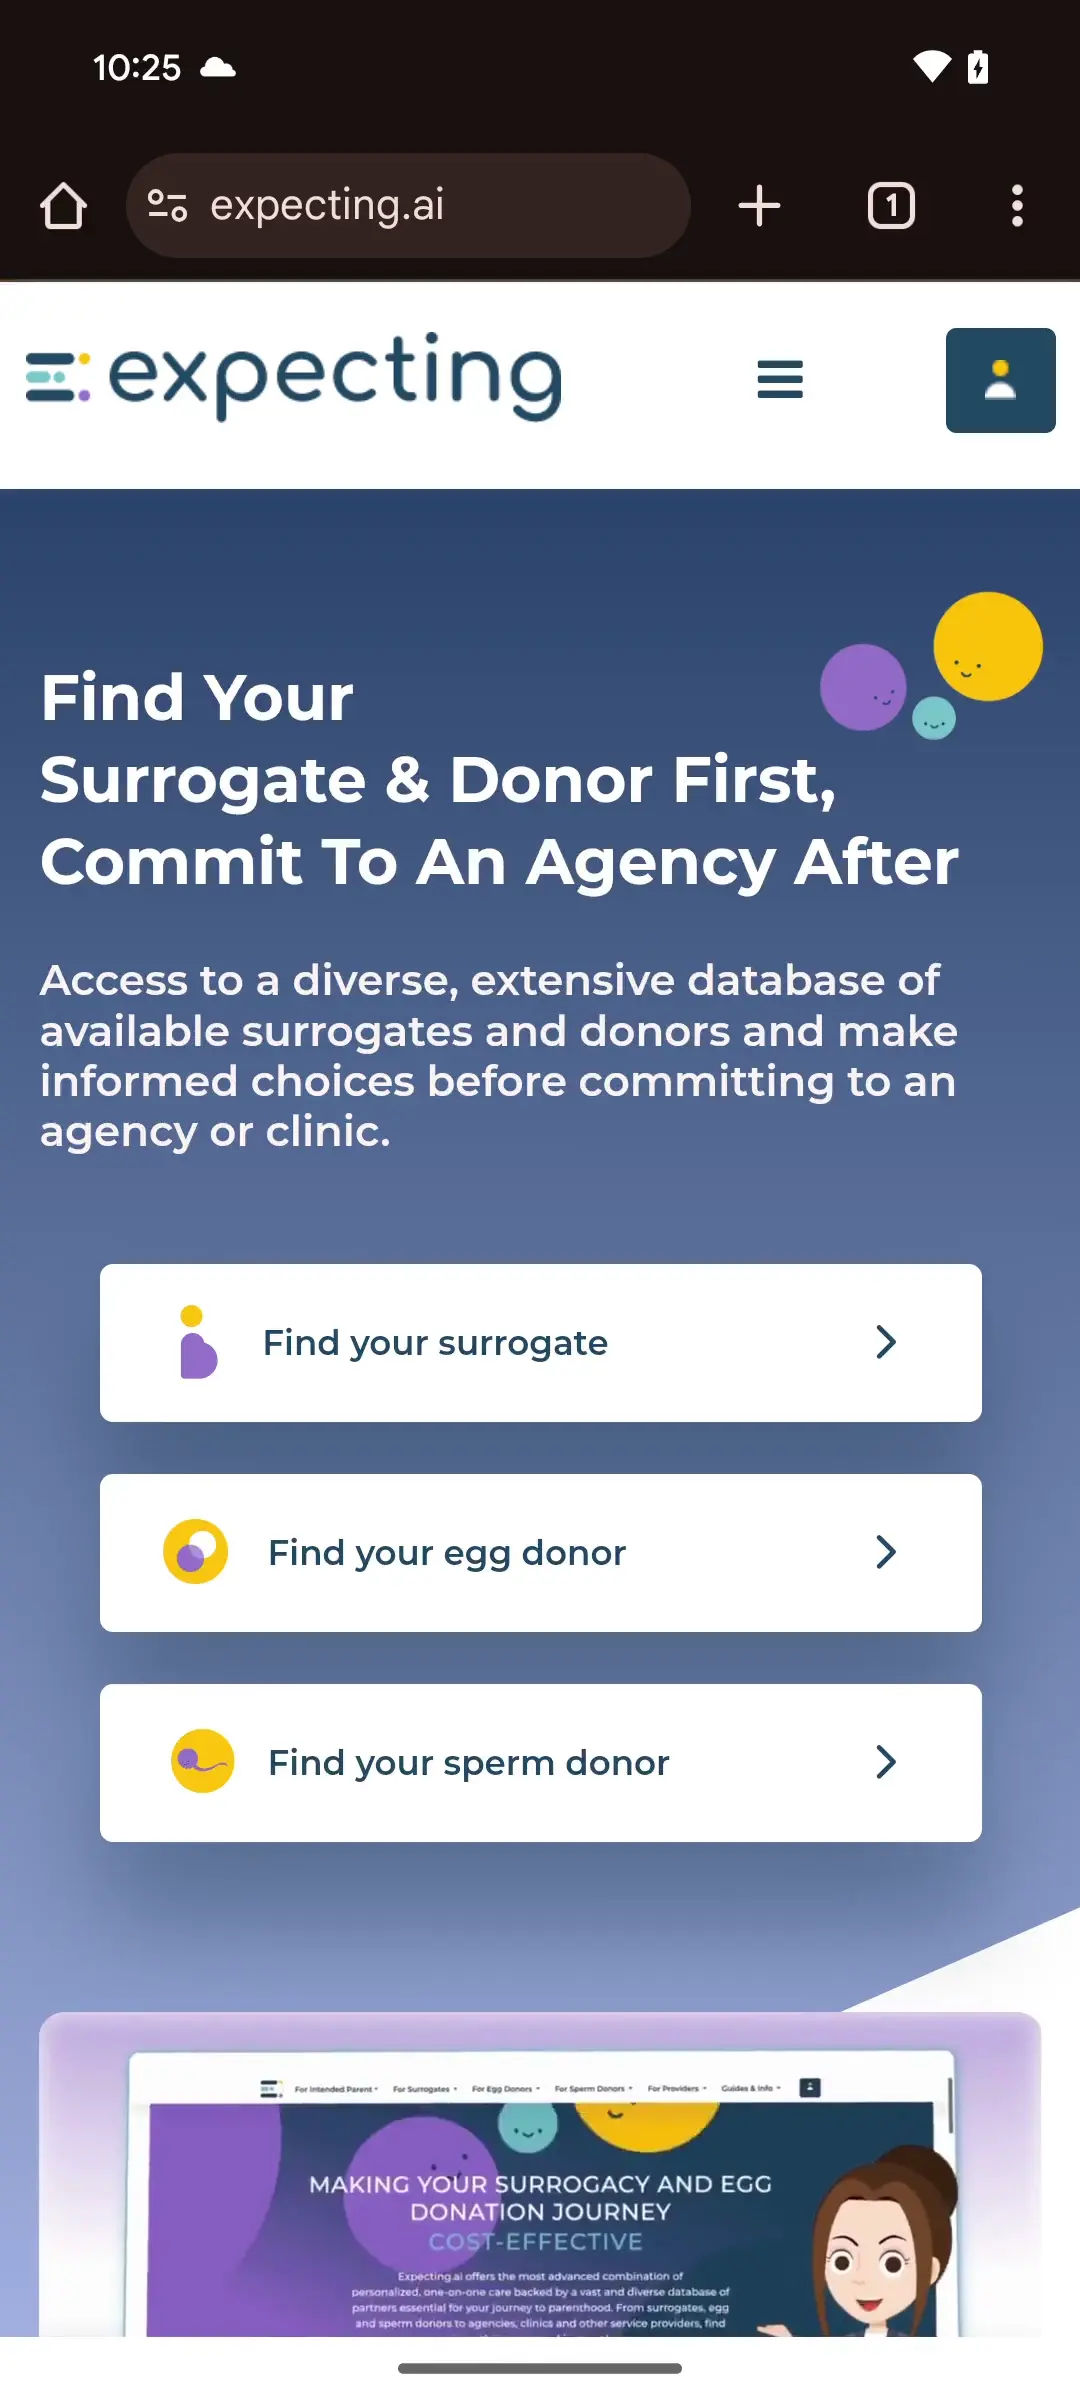 10:25
expecting.ai
1
expecting
Find Your
Surrogate & Donor First,
Commit To An Agency After
Access to a diverse, extensive database of
available surrogates and donors and make
informed choices before committing to an
agency or clinic.
Find your surrogate
Find your egg donor
Find your sperm donor
For Intended Parent
For Surrogates
For Egg Donors
For Sperm Donors
For Providers
Guides & Info
MAKING YOUR SURROGACY AND EGG
DONATION JOURNEY
COST-EFFECTIVE
Expecting.ai offers the most advanced combination of
personalized, one-on-one care backed by a vast and diverse database of
partners essential for your journey to parenthood. From surrogates, egg
and sperm donors to agencies, clinics and other service providers, find